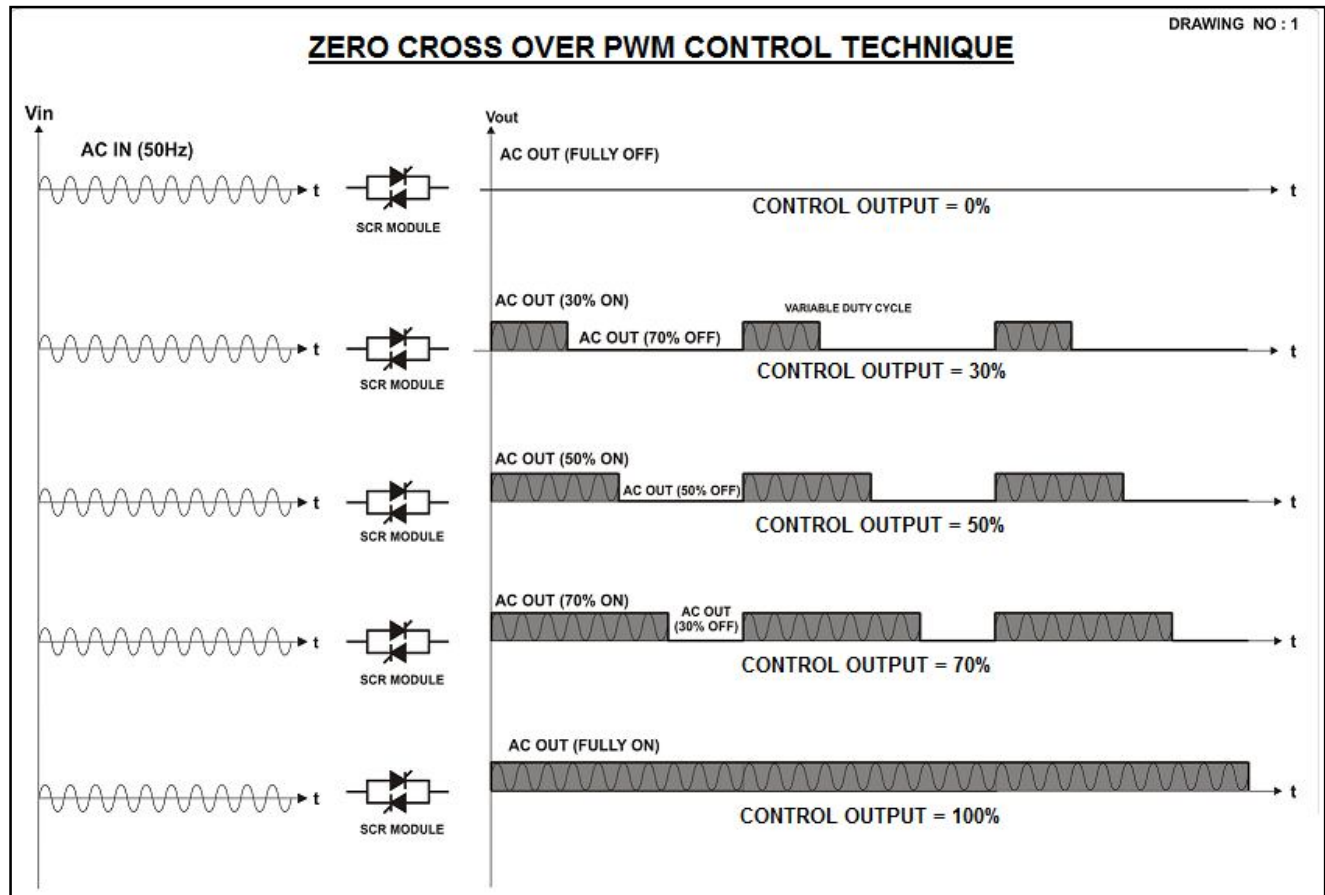 DRAWING NO : 1
ZERO CROSS OVER PWM CONTROL TECHNIQUE
Vin
Vout
AC IN (50Hz)
AC OUT (FULLY OFF)
t
t
CONTROL OUTPUT = 0%
SCR MODULE
AC OUT (30% ON)
VARIABLE DUTY CYCLE
AC OUT (70% OFF)
t
t
CONTROL OUTPUT = 30%
SCR MODULE
AC OUT (50% ON)
AC OUT (50% OFF)
t
t
CONTROL OUTPUT = 50%
SCR MODULE
AC OUT (70% ON)
AC OUT
(30% OFF)
t
t
CONTROL OUTPUT = 70%
SCR MODULE
AC OUT (FULLY ON)
t
t
CONTROL OUTPUT = 100%
SCR MODULE